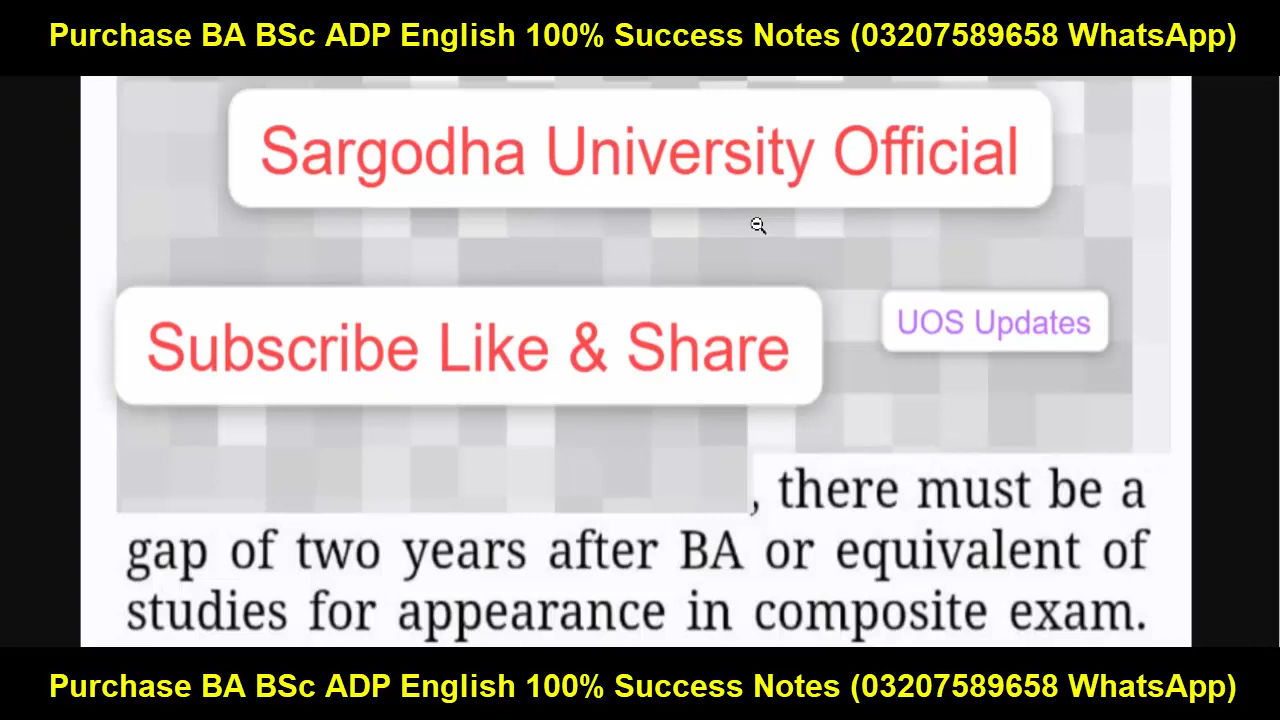 Purchase BA BSc ADP English 100% Success Notes (03207589658 WhatsApp)
Sargodha University Official
Subscribe Like & Share
UOS Updates
, there must be a
gap of two years after BA or equivalent of
studies for appearance in composite exam.
Purchase BA BSc ADP English 100% Success Notes (03207589658 WhatsApp)